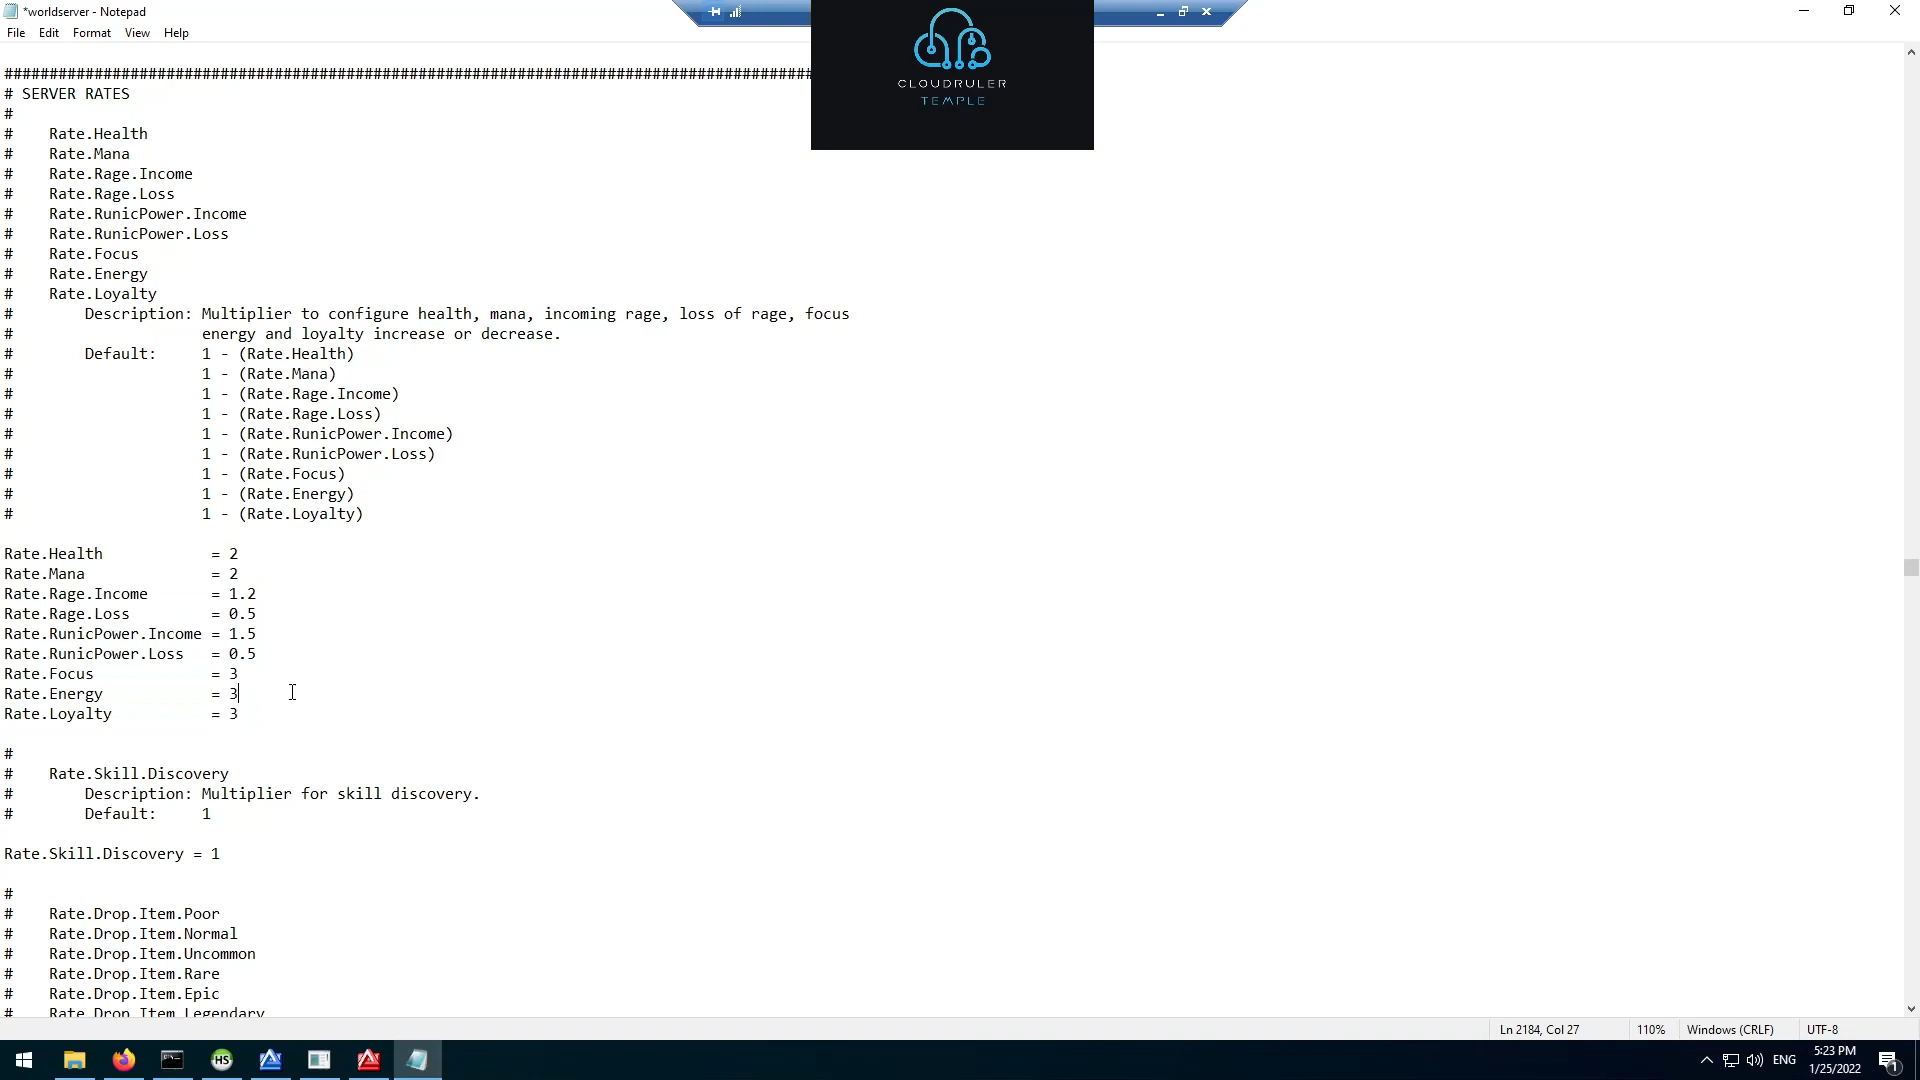 *worldserver - Notepad
File Edit Format View Help
##########################################################################################
# SERVER RATES
#
#    Rate.Health
#    Rate.Mana
#    Rate.Rage.Income
#    Rate.Rage.Loss
#    Rate.RunicPower.Income
#    Rate.RunicPower.Loss
#    Rate.Focus
#    Rate.Energy
#    Rate.Loyalty
#        Description: Multiplier to configure health, mana, incoming rage, loss of rage, focus
#                     energy and loyalty increase or decrease.
#        Default:     1 - (Rate.Health)
#                     1 - (Rate.Mana)
#                     1 - (Rate.Rage.Income)
#                     1 - (Rate.Rage.Loss)
#                     1 - (Rate.RunicPower.Income)
#                     1 - (Rate.RunicPower.Loss)
#                     1 - (Rate.Focus)
#                     1 - (Rate.Energy)
#                     1 - (Rate.Loyalty)
Rate.Health            = 2
Rate.Mana              = 2
Rate.Rage.Income       = 1.2
Rate.Rage.Loss         = 0.5
Rate.RunicPower.Income = 1.5
Rate.RunicPower.Loss   = 0.5
Rate.Focus             = 3
Rate.Energy            = 3
Rate.Loyalty           = 3
#
#    Rate.Skill.Discovery
#        Description: Multiplier for skill discovery.
#        Default:     1
Rate.Skill.Discovery = 1
#
#    Rate.Drop.Item.Poor
#    Rate.Drop.Item.Normal
#    Rate.Drop.Item.Uncommon
#    Rate.Drop.Item.Rare
#    Rate.Drop.Item.Epic
#    Rate.Drop.Item.Legendary
CLOUDRULER
TEMPLE
Ln 2184, Col 27
110%
Windows (CRLF)
UTF-8
HS
ENG
5:23 PM
1/25/2022
1